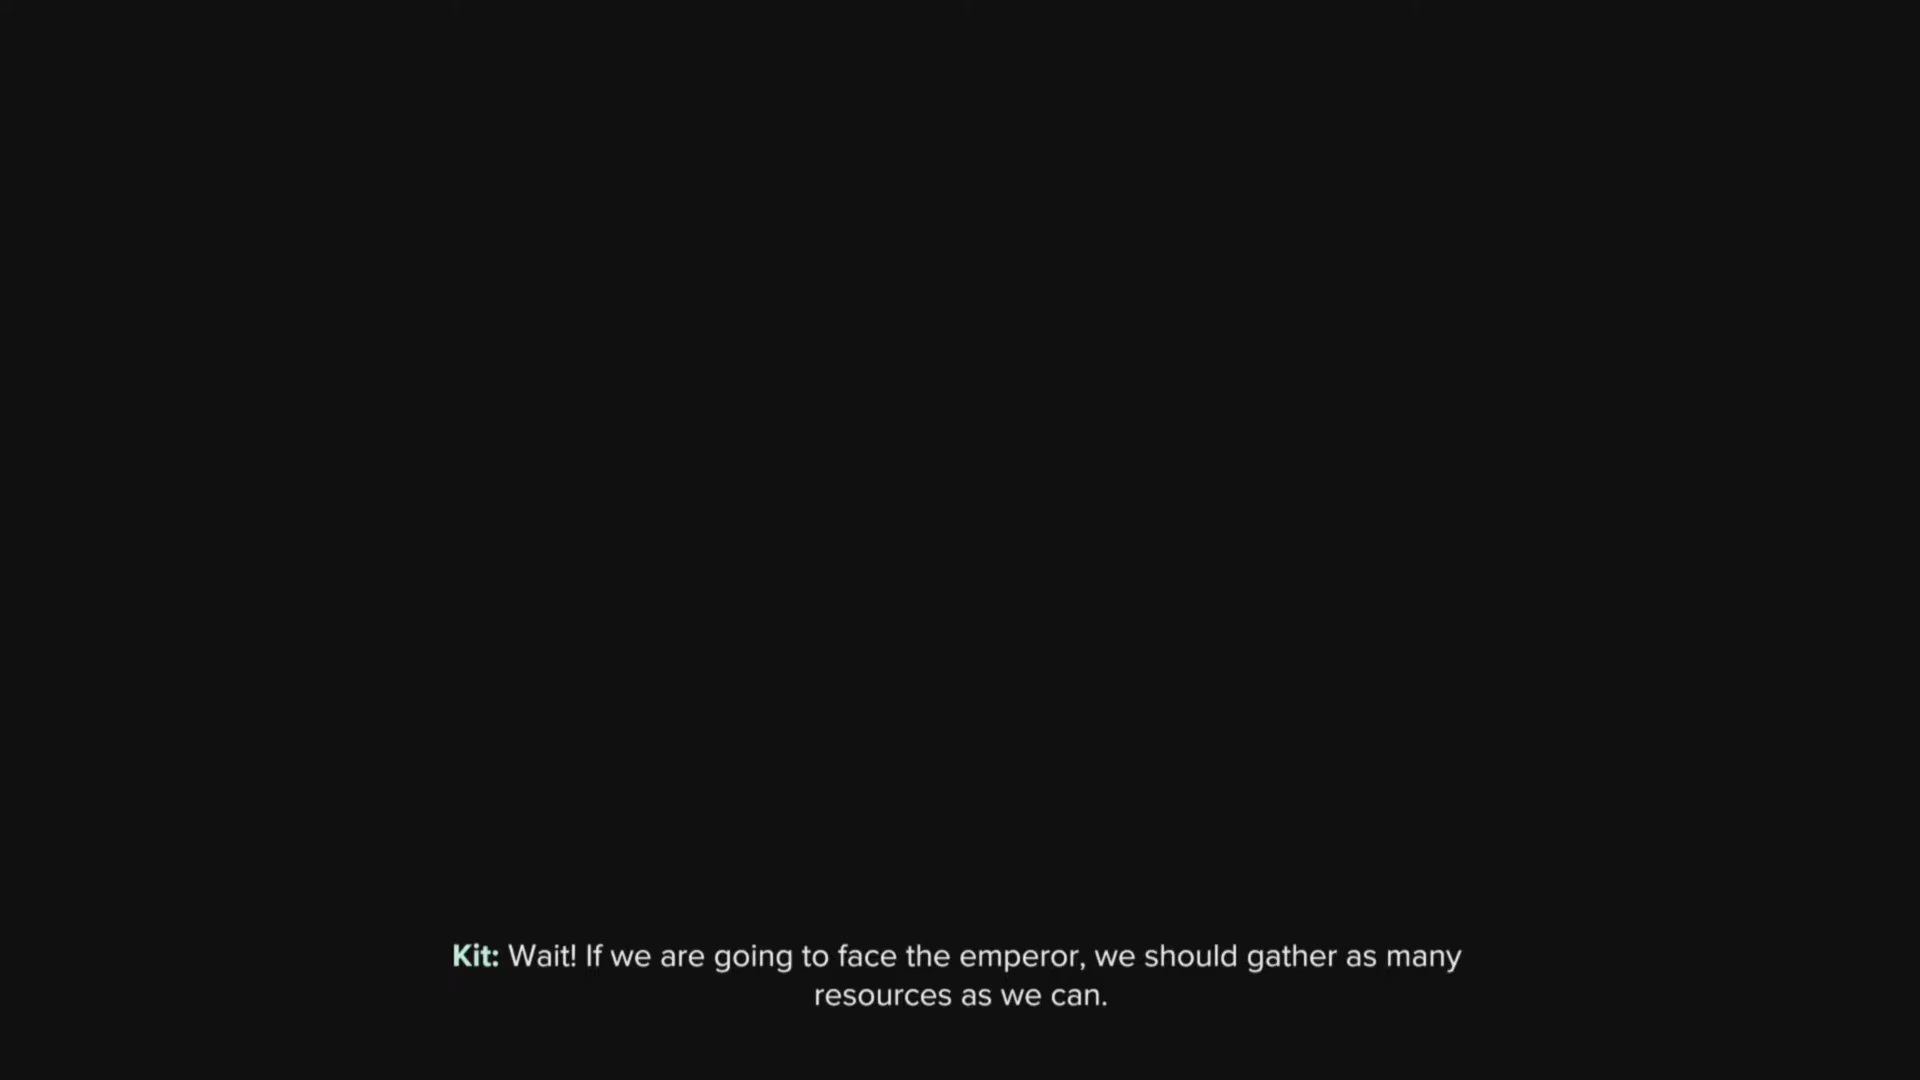 Kit: Wait! If we are going to face the emperor, we should gather as many
resources as we can.